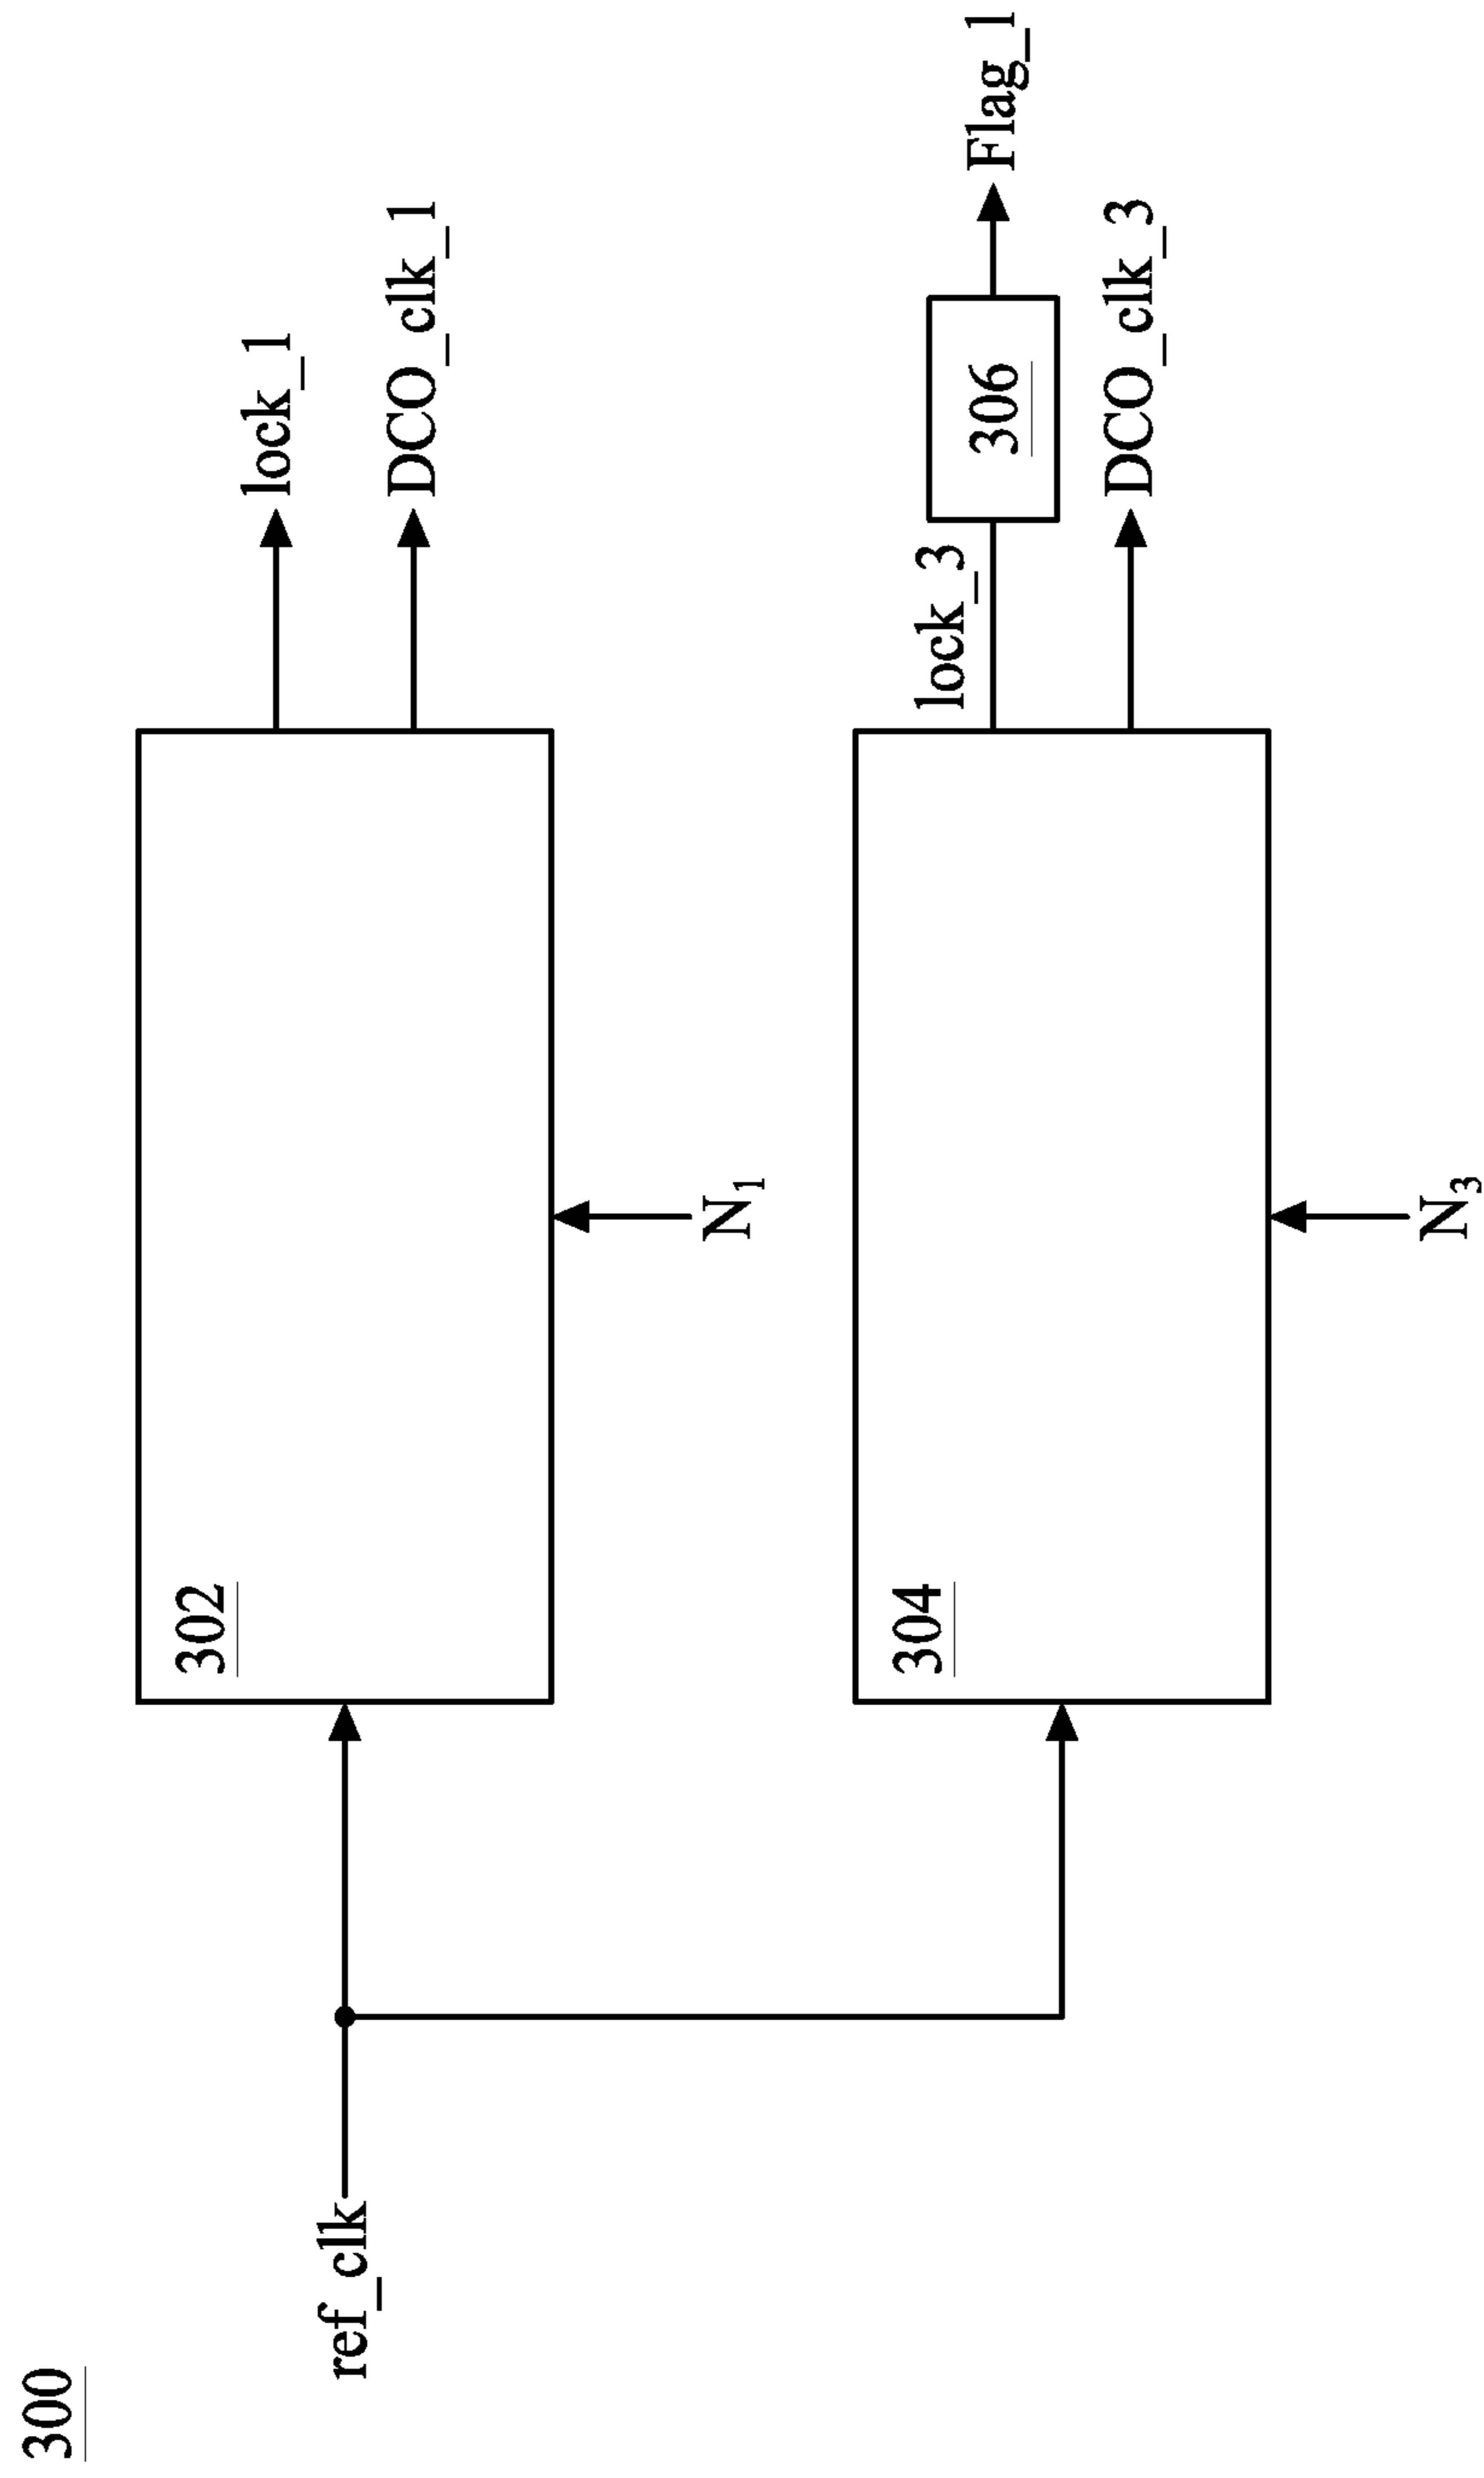 300
ref_clk
302
lock_1
DCO_clk_1
N₁
304
lock_3
306
Flag_1
DCO_clk_3
N₃